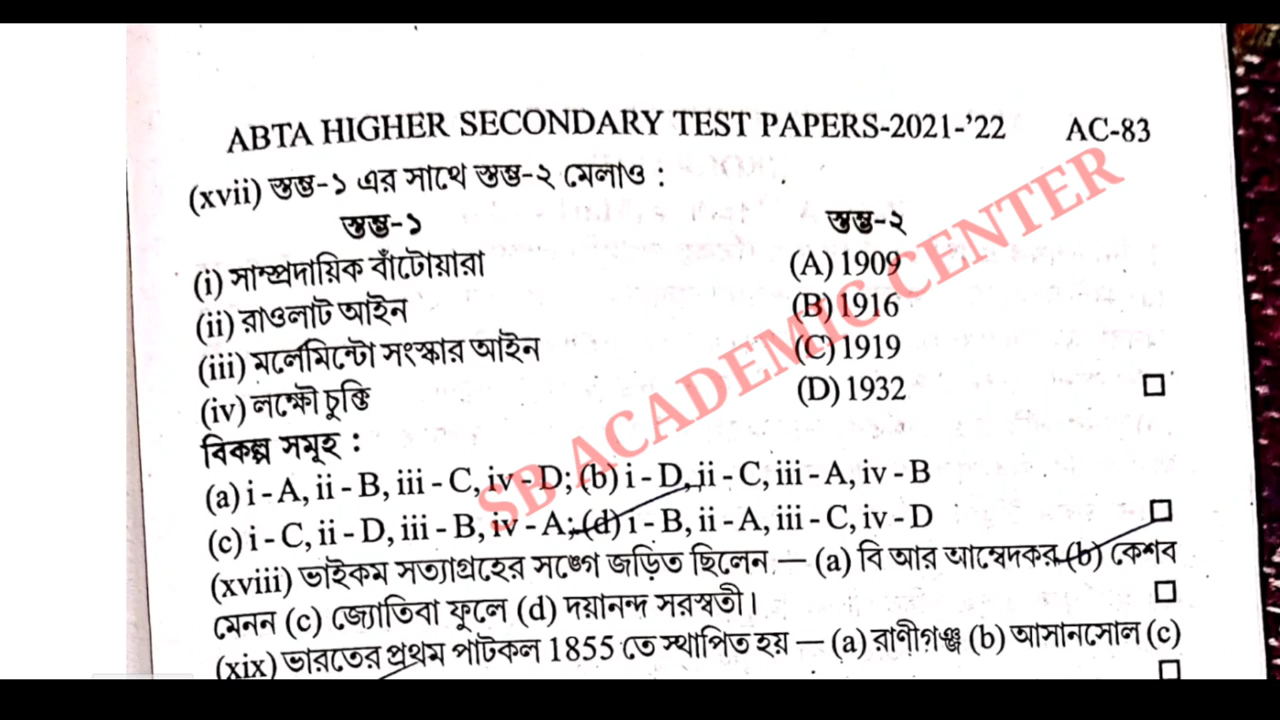 ABTA HIGHER SECONDARY TEST PAPERS-2021-'22 AC-83
(xvii) স্তম্ভ-১ এর সাথে স্তম্ভ-২ মেলাও :
স্তম্ভ-১ স্তম্ভ-২
(i) সাম্প্রদায়িক বাঁটোয়ারা (A) 1909
(ii) রাওলাট আইন (B) 1916
(iii) মর্লেমিন্টো সংস্কার আইন (C) 1919
(iv) লক্ষ্ণৌ চুক্তি (D) 1932
বিকল্প সমূহ :
(a) i - A, ii - B, iii - C, iv - D; (b) i - D, ii - C, iii - A, iv - B
(c) i - C, ii - D, iii - B, iv - A; (d) i - B, ii - A, iii - C, iv - D
(xviii) ভাইকম সত্যাগ্রহের সঙ্গে জড়িত ছিলেন — (a) বি আর আম্বেদকর (b) কেশব
মেনন (c) জ্যোতিবা ফুলে (d) দয়ানন্দ সরস্বতী।
(xix) ভারতের প্রথম পাটকল 1855 তে স্থাপিত হয় — (a) রাণীগঞ্জ (b) আসানসোল (c)
SB ACADEMIC CENTER